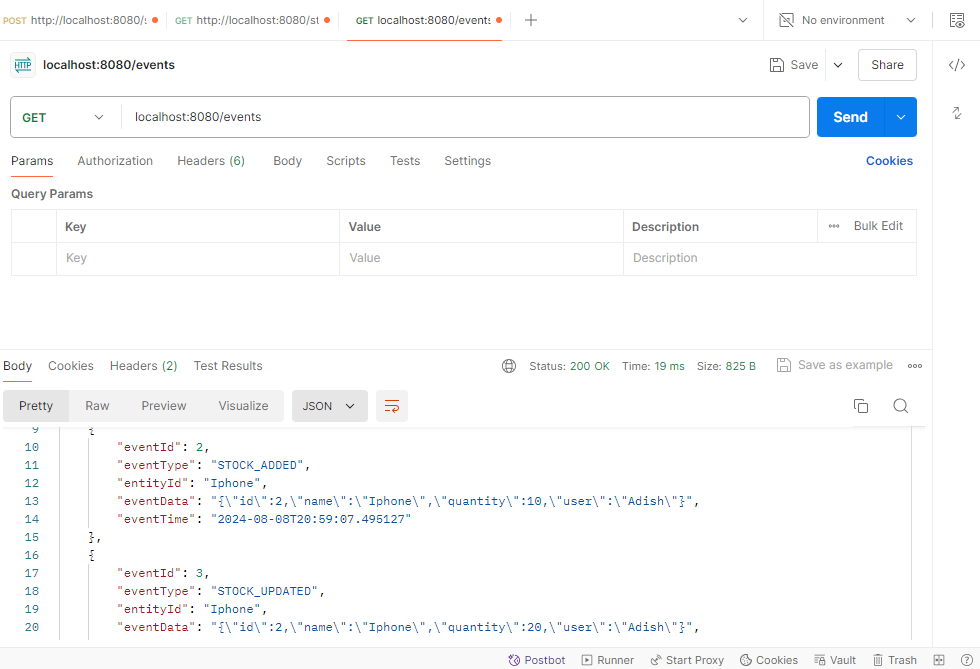 POST http://localhost:8080/s GET http://localhost:8080/st GET localhost:8080/events No environment
HTTP localhost:8080/events Save Share
GET localhost:8080/events Send
Params Authorization Headers (6) Body Scripts Tests Settings Cookies
Query Params
Key Value Description Bulk Edit
Key Value Description
Body Cookies Headers (2) Test Results Status: 200 OK Time: 19 ms Size: 825 B Save as example
Pretty Raw Preview Visualize JSON
9 {
10 "eventId": 2,
11 "eventType": "STOCK_ADDED",
12 "entityId": "Iphone",
13 "eventData": "{\"id\":2,\"name\":\"Iphone\",\"quantity\":10,\"user\":\"Adish\"}",
14 "eventTime": "2024-08-08T20:59:07.495127"
15 },
16 {
17 "eventId": 3,
18 "eventType": "STOCK_UPDATED",
19 "entityId": "Iphone",
20 "eventData": "{\"id\":2,\"name\":\"Iphone\",\"quantity\":20,\"user\":\"Adish\"}",
Postbot Runner Start Proxy Cookies Vault Trash